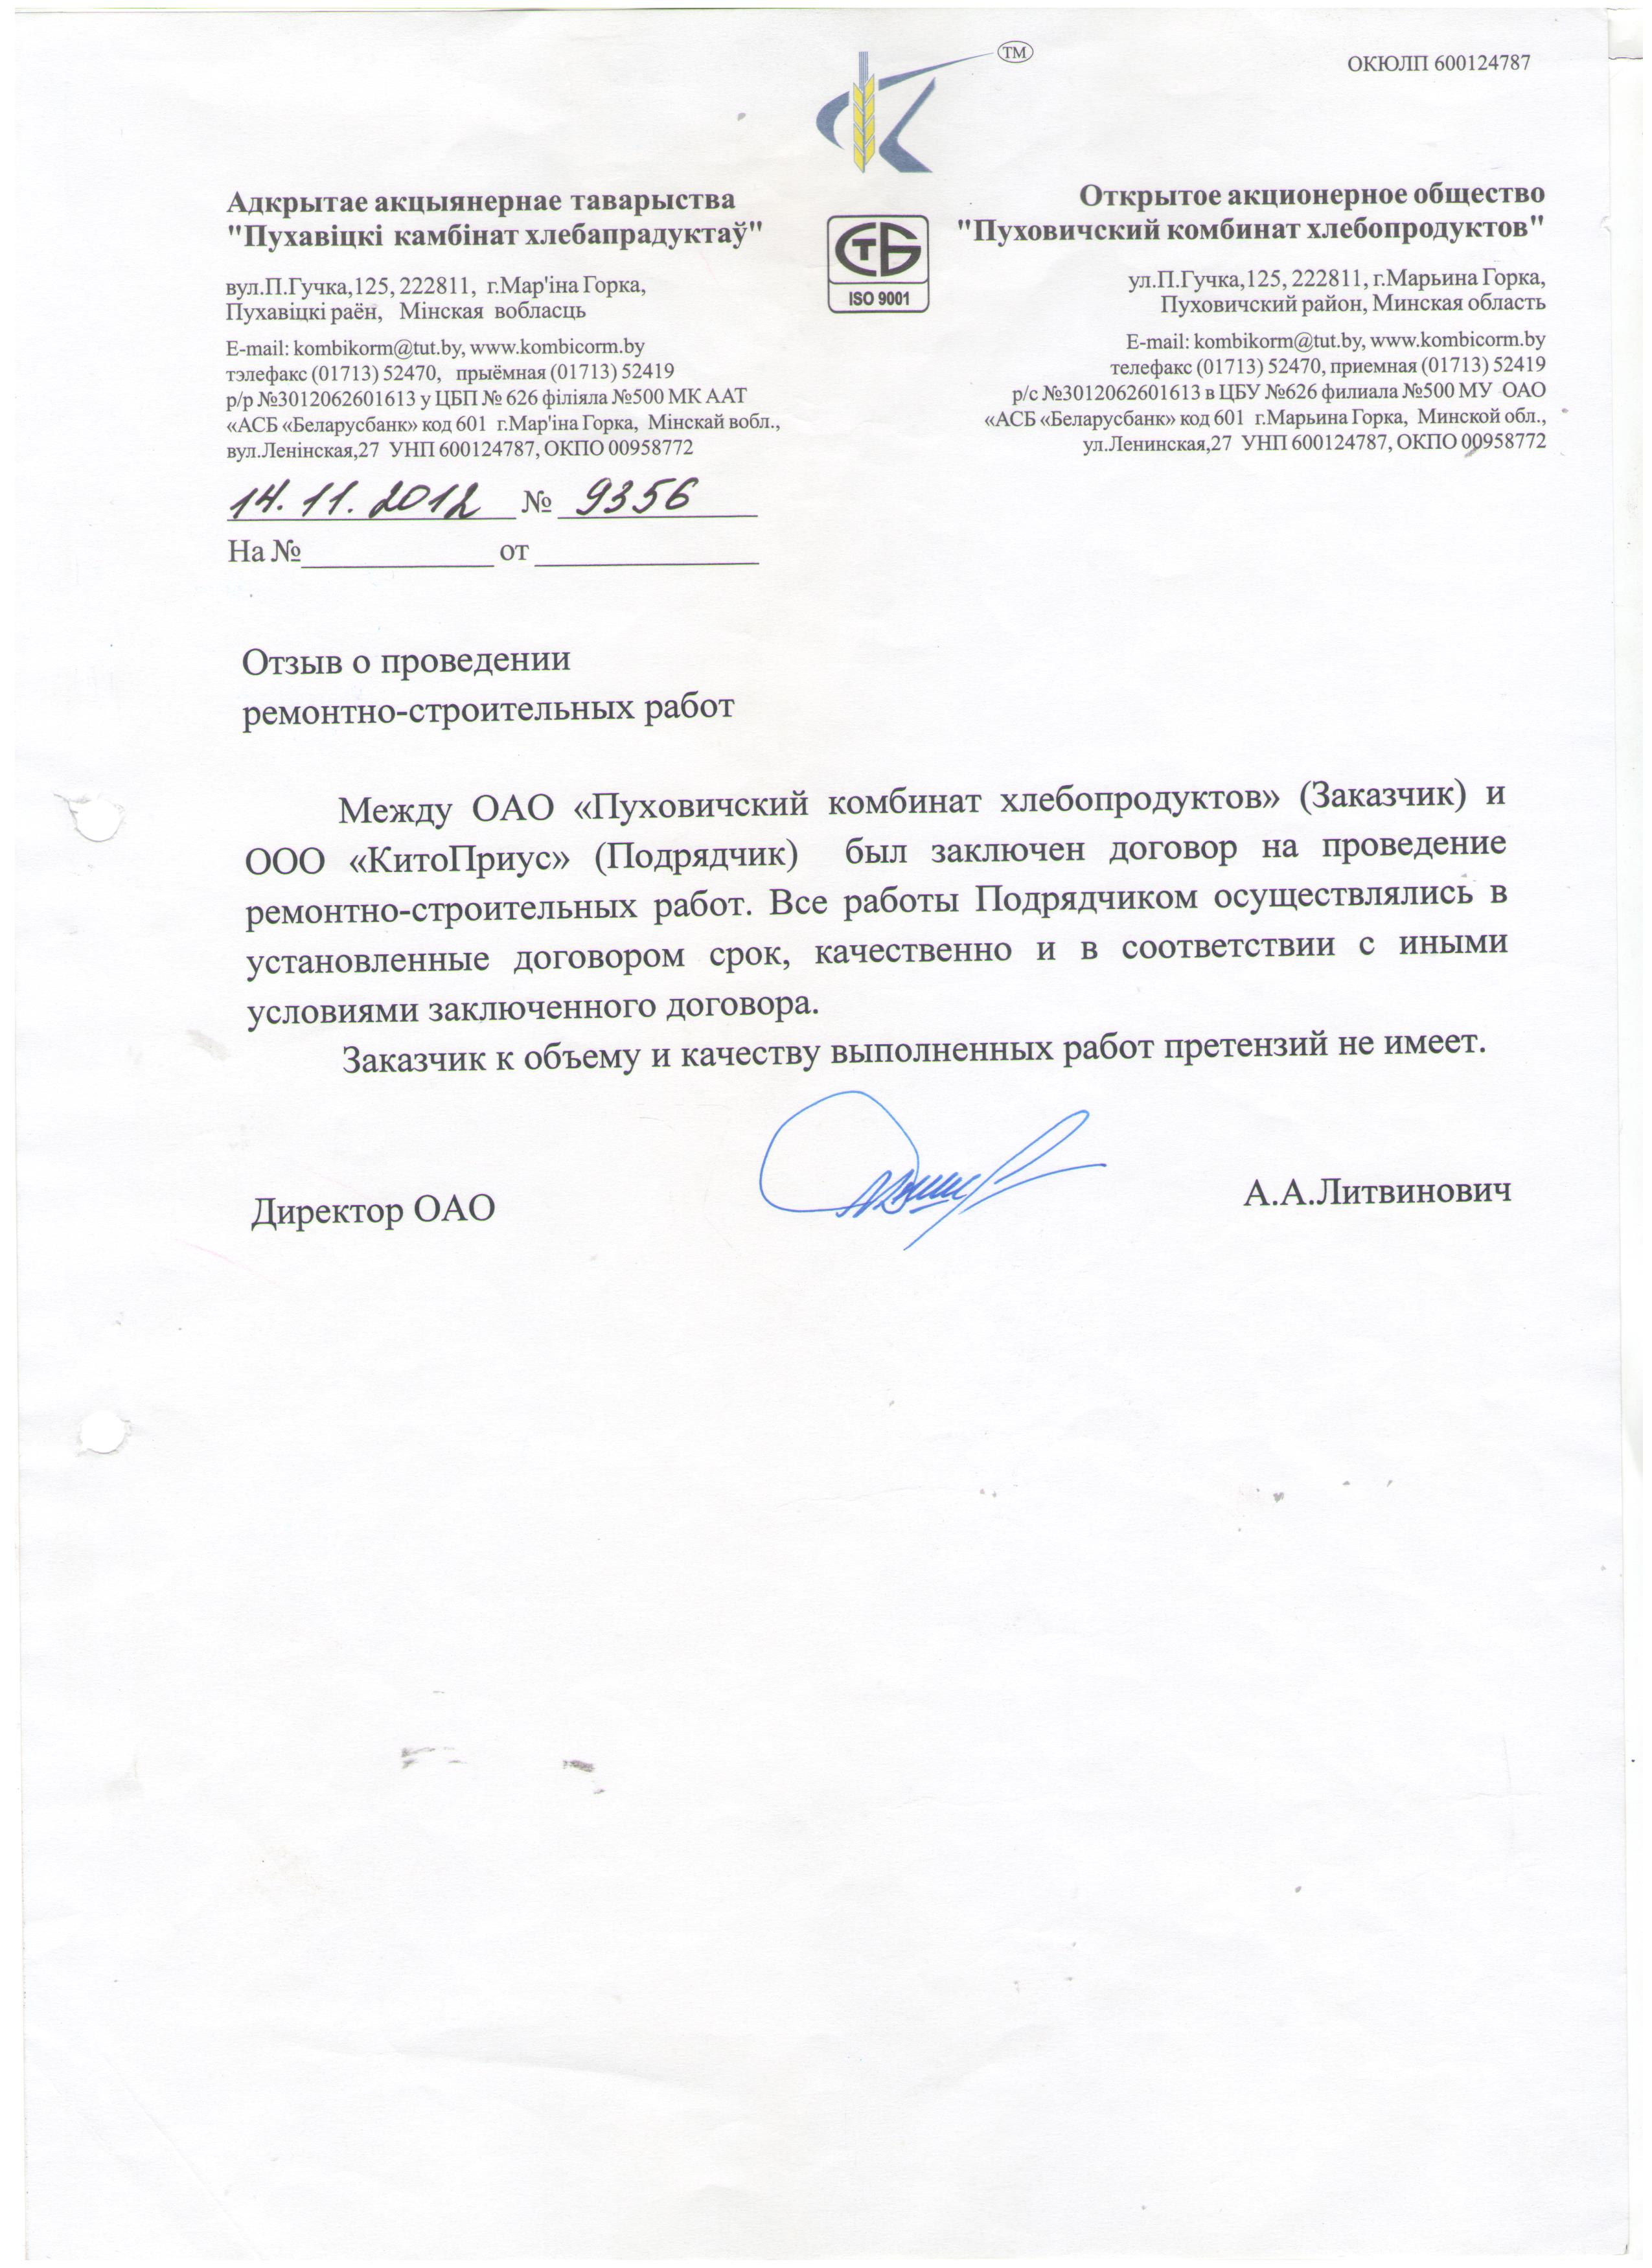 ТМ
ОКЮЛП 600124787
Адкрытае акцыянернае таварыства
"Пухавіцкі камбінат хлебапрадуктаў"
вул.П.Гучка,125, 222811, г.Мар'іна Горка,
Пухавіцкі раён, Мінская вобласць
E-mail: kombikorm@tut.by, www.kombicorm.by
тэлефакс (01713) 52470, прыёмная (01713) 52419
р/р №3012062601613 у ЦБП № 626 філіяла №500 МК ААТ
«АСБ «Беларусбанк» код 601 г.Мар'іна Горка, Мінскай вобл.,
вул.Ленінская,27 УНП 600124787, ОКПО 00958772
СТБ
ISO 9001
Открытое акционерное общество
"Пуховичский комбинат хлебопродуктов"
ул.П.Гучка,125, 222811, г.Марьина Горка,
Пуховичский район, Минская область
E-mail: kombikorm@tut.by, www.kombicorm.by
телефакс (01713) 52470, приемная (01713) 52419
р/с №3012062601613 в ЦБУ №626 филиала №500 МУ ОАО
«АСБ «Беларусбанк» код 601 г.Марьина Горка, Минской обл.,
ул.Ленинская,27 УНП 600124787, ОКПО 00958772
14.11.2012 № 9356
На №____________ от ______________
Отзыв о проведении
ремонтно-строительных работ
Между ОАО «Пуховичский комбинат хлебопродуктов» (Заказчик) и
ООО «КитоПриус» (Подрядчик) был заключен договор на проведение
ремонтно-строительных работ. Все работы Подрядчиком осуществлялись в
установленные договором срок, качественно и в соответствии с иными
условиями заключенного договора.
Заказчик к объему и качеству выполненных работ претензий не имеет.
Директор ОАО
А.А.Литвинович